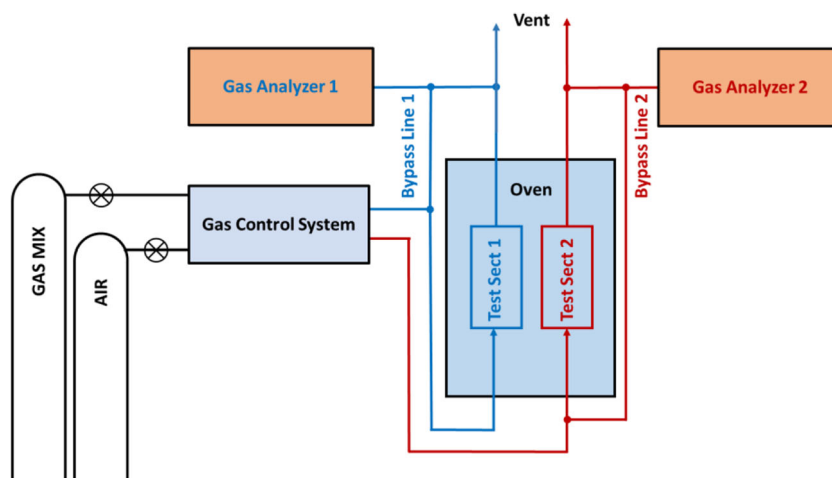 Vent
Gas Analyzer 1
Gas Analyzer 2
Bypass Line 1
Bypass Line 2
Oven
Gas Control System
GAS MIX
AIR
Test Sect 1
Test Sect 2